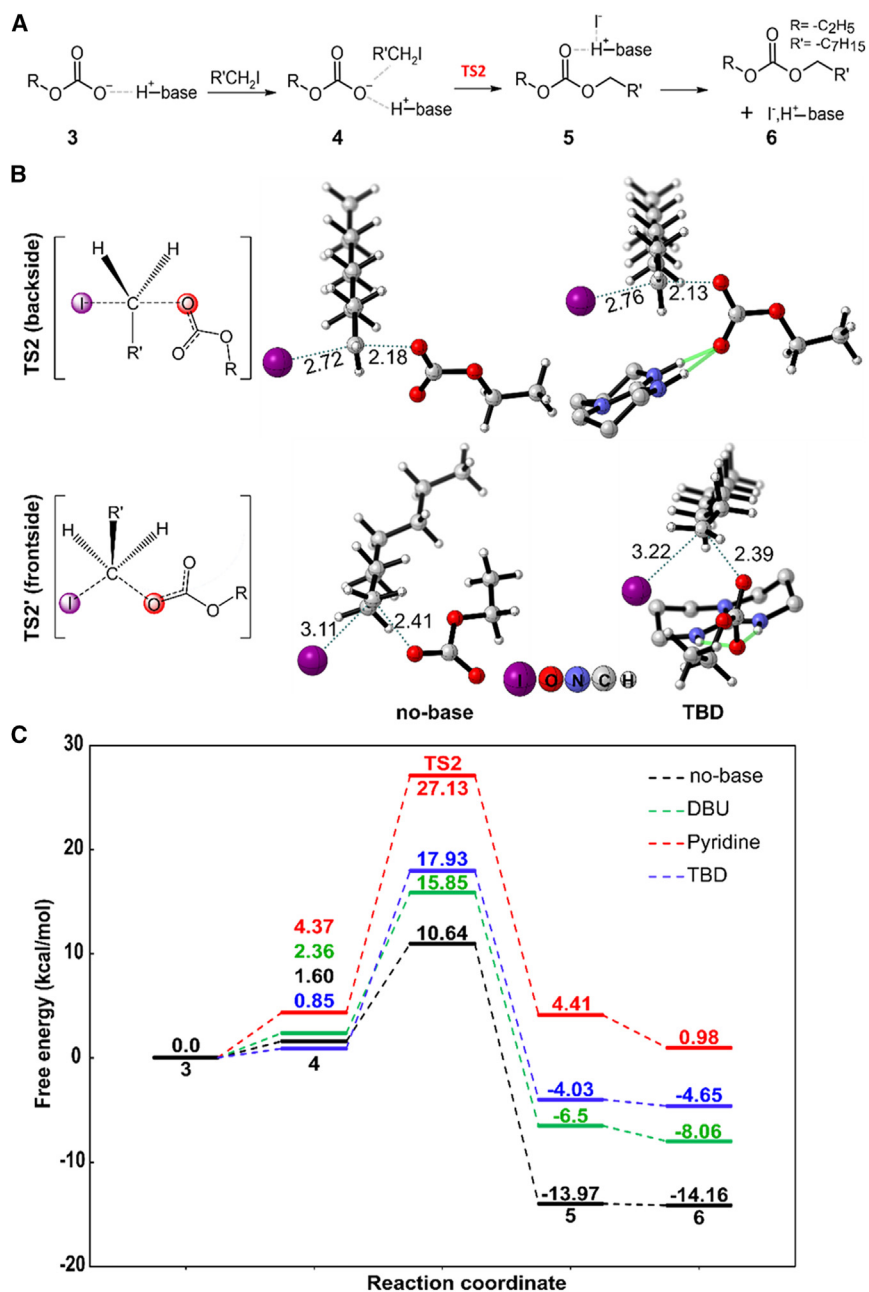 A
R
O
O
O⁻
H⁺—base
3
R'CH₂I
R
O
O
O⁻
R'CH₂I
H⁺—base
4
TS2
I⁻
H⁺—base
R
O
O
O
R'
5
R= -C2H5
R'= -C7H15
R
O
O
O
R'
+ I⁻,H⁺—base
6
B
TS2 (backside)
H
H
I
C
O
R'
O
O
R
2.72
2.18
2.76
2.13
TS2' (frontside)
R'
H
H
I
C
O
O
O
R
3.11
2.41
3.22
2.39
I O N C H
no-base
TBD
C
Free energy (kcal/mol)
30
20
10
0
-10
-20
TS2
27.13
17.93
15.85
10.64
4.37
2.36
1.60
0.85
0.0
3
4
4.41
0.98
-4.03
-4.65
-6.5
-8.06
-13.97
-14.16
5
6
no-base
DBU
Pyridine
TBD
Reaction coordinate